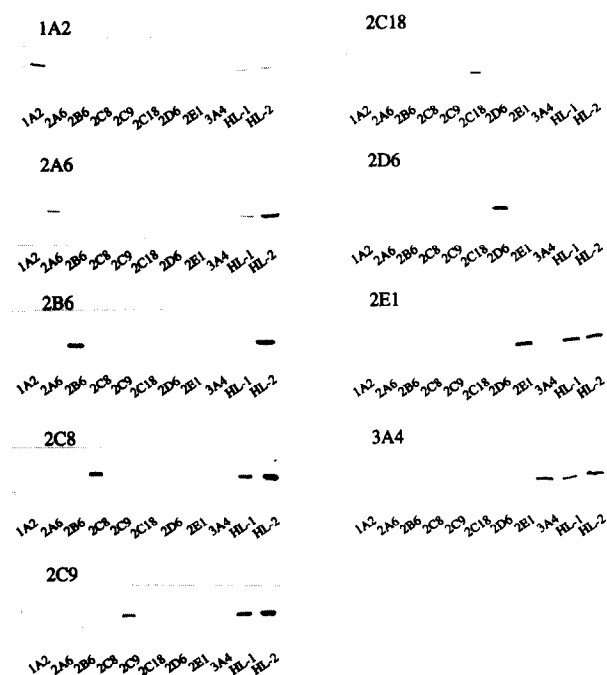 1A2
1A2 2A6 2B6 2C8 2C9 2C18 2D6 2E1 3A4 HL-1 HL-2
2A6
1A2 2A6 2B6 2C8 2C9 2C18 2D6 2E1 3A4 HL-1 HL-2
2B6
1A2 2A6 2B6 2C8 2C9 2C18 2D6 2E1 3A4 HL-1 HL-2
2C8
1A2 2A6 2B6 2C8 2C9 2C18 2D6 2E1 3A4 HL-1 HL-2
2C9
1A2 2A6 2B6 2C8 2C9 2C18 2D6 2E1 3A4 HL-1 HL-2
2C18
1A2 2A6 2B6 2C8 2C9 2C18 2D6 2E1 3A4 HL-1 HL-2
2D6
1A2 2A6 2B6 2C8 2C9 2C18 2D6 2E1 3A4 HL-1 HL-2
2E1
1A2 2A6 2B6 2C8 2C9 2C18 2D6 2E1 3A4 HL-1 HL-2
3A4
1A2 2A6 2B6 2C8 2C9 2C18 2D6 2E1 3A4 HL-1 HL-2